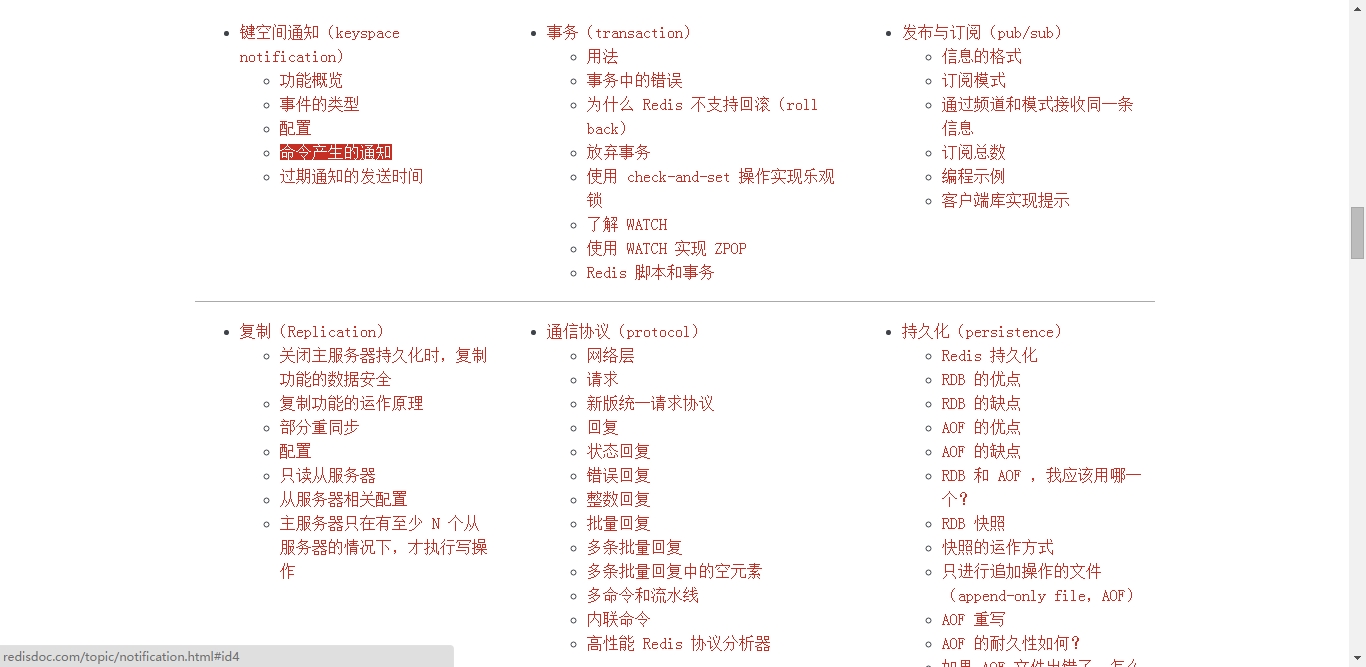 键空间通知（keyspace
notification）
功能概览
事件的类型
配置
命令产生的通知
过期通知的发送时间
事务（transaction）
用法
事务中的错误
为什么 Redis 不支持回滚（roll
back）
放弃事务
使用 check-and-set 操作实现乐观
锁
了解 WATCH
使用 WATCH 实现 ZPOP
Redis 脚本和事务
发布与订阅（pub/sub）
信息的格式
订阅模式
通过频道和模式接收同一条
信息
订阅总数
编程示例
客户端库实现提示
复制（Replication）
关闭主服务器持久化时，复制
功能的数据安全
复制功能的运作原理
部分重同步
配置
只读从服务器
从服务器相关配置
主服务器只在有至少 N 个从
服务器的情况下，才执行写操
作
通信协议（protocol）
网络层
请求
新版统一请求协议
回复
状态回复
错误回复
整数回复
批量回复
多条批量回复
多条批量回复中的空元素
多命令和流水线
内联命令
高性能 Redis 协议分析器
持久化（persistence）
Redis 持久化
RDB 的优点
RDB 的缺点
AOF 的优点
AOF 的缺点
RDB 和 AOF ，我应该用哪一
个？
RDB 快照
快照的运作方式
只进行追加操作的文件
（append-only file，AOF）
AOF 重写
AOF 的耐久性如何？
如果 AOF 文件出错了，怎么
redisdoc.com/topic/notification.html#id4